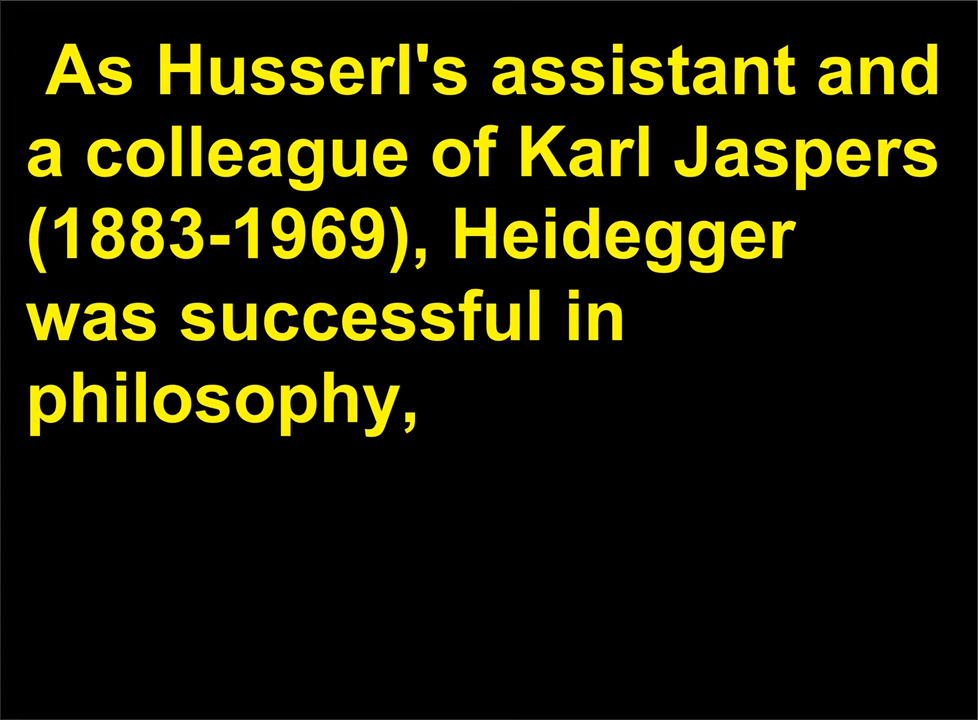 As Husserl's assistant and
a colleague of Karl Jaspers
(1883-1969), Heidegger
was successful in
philosophy,